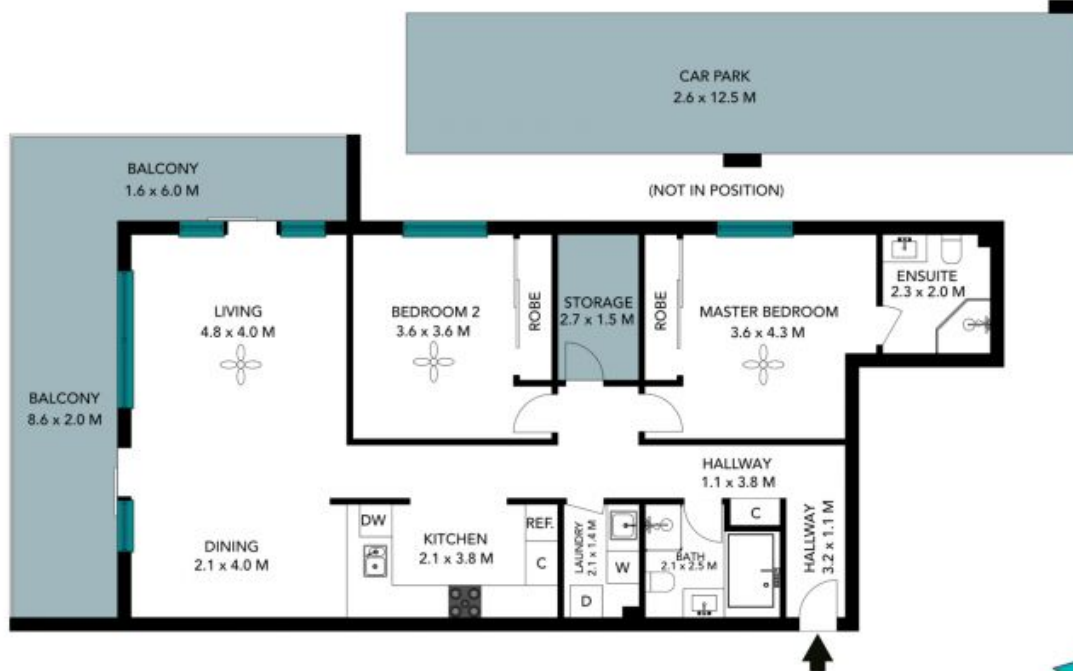 CAR PARK
2.6 x 12.5 M
(NOT IN POSITION)
BALCONY
1.6 x 6.0 M
LIVING
4.8 x 4.0 M
BEDROOM 2
3.6 x 3.6 M
ROBE
STORAGE
2.7 x 1.5 M
ROBE
MASTER BEDROOM
3.6 x 4.3 M
ENSUITE
2.3 x 2.0 M
BALCONY
8.6 x 2.0 M
HALLWAY
1.1 x 3.8 M
DINING
2.1 x 4.0 M
DW
KITCHEN
2.1 x 3.8 M
REF.
C
LAUNDRY
2.1 x 1.4 M
W
D
BATH
2.1 x 2.5 M
C
HALLWAY
3.2 x 1.1 M